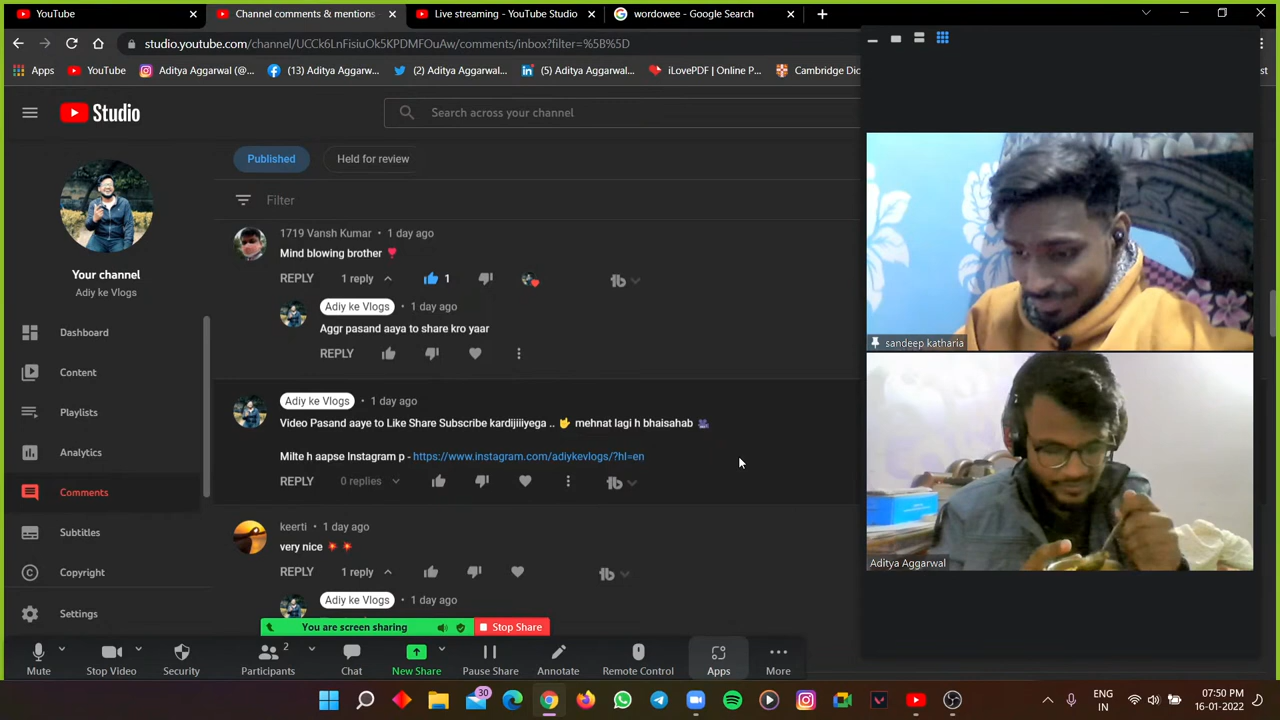 YouTube
Channel comments & mentions
Live streaming - YouTube Studio
wordowee - Google Search
studio.youtube.com/channel/UCCk6LnFisiuOk5KPDMFOuAw/comments/inbox?filter=%5B%5D
Apps
YouTube
Aditya Aggarwal (@...
(13) Aditya Aggarw...
(2) Aditya Aggarwal...
(5) Aditya Aggarwal...
iLovePDF | Online P...
Cambridge Dic
Studio
Search across your channel
Published
Held for review
Filter
Your channel
Adiy ke Vlogs
Dashboard
Content
Playlists
Analytics
Comments
Subtitles
Copyright
Settings
1719 Vansh Kumar • 1 day ago
Mind blowing brother
REPLY 1 reply 1
Adiy ke Vlogs • 1 day ago
Aggr pasand aaya to share kro yaar
REPLY
Adiy ke Vlogs • 1 day ago
Video Pasand aaye to Like Share Subscribe kardijiiiyega .. 🤟 mehnat lagi h bhaisahab
Milte h aapse Instagram p - https://www.instagram.com/adiykevlogs/?hl=en
REPLY 0 replies
keerti • 1 day ago
very nice 💥 💥
REPLY 1 reply
Adiy ke Vlogs • 1 day ago
sandeep katharia
Aditya Aggarwal
You are screen sharing
Stop Share
Mute
Stop Video
Security
Participants 2
Chat
New Share
Pause Share
Annotate
Remote Control
Apps
More
30
ENG
IN
07:50 PM
16-01-2022